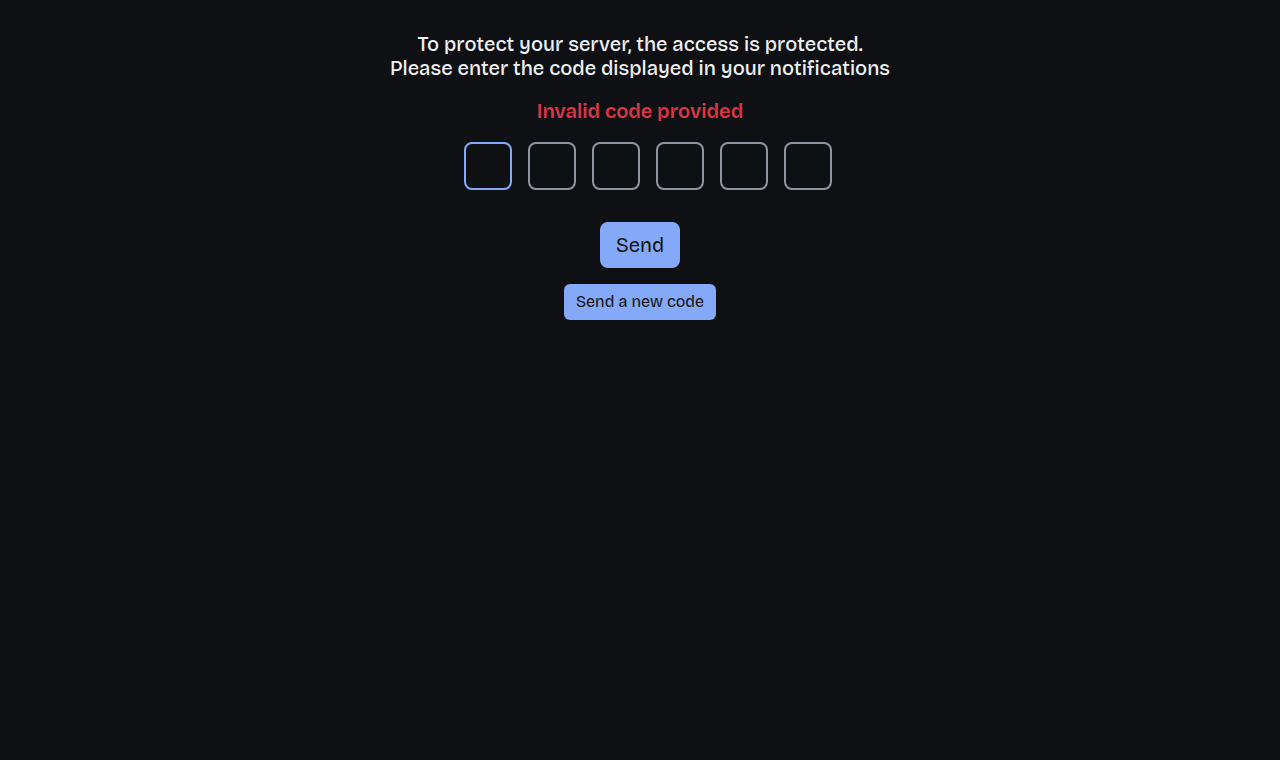 To protect your server, the access is protected.
Please enter the code displayed in your notifications
Invalid code provided
Send
Send a new code